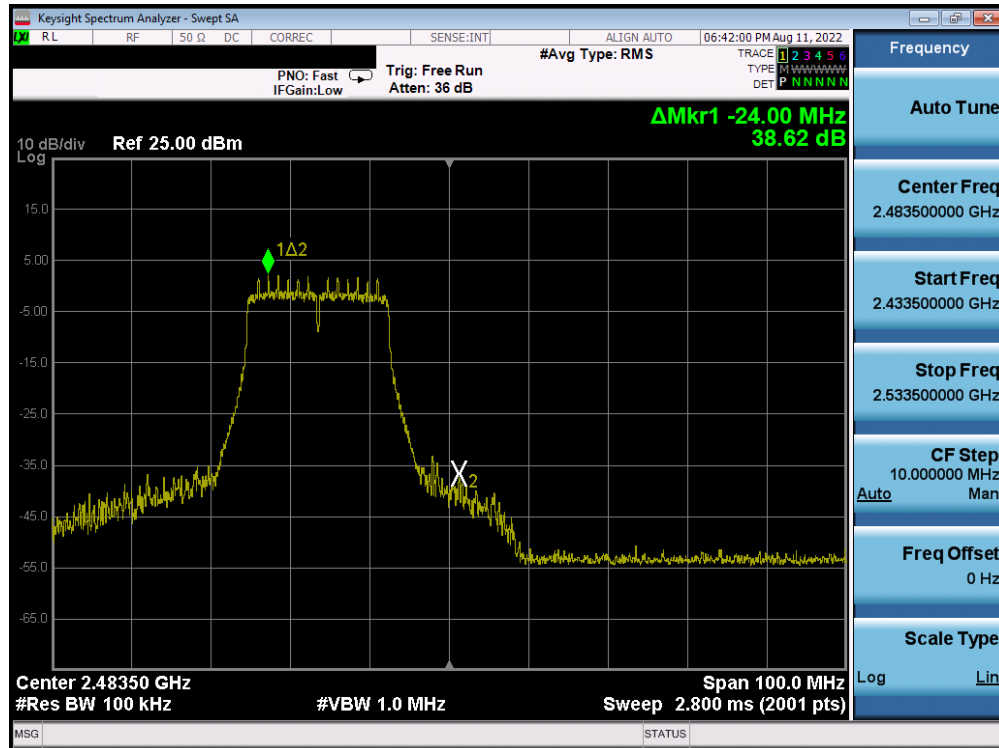 Keysight Spectrum Analyzer - Swept SA
LXI RL RF 50 Ω DC CORREC SENSE:INT ALIGN AUTO 06:42:00 PM Aug 11, 2022
#Avg Type: RMS
TRACE 1 2 3 4 5 6
TYPE M WWWWW
DET P N N N N N
PNO: Fast
IFGain:Low
Trig: Free Run
Atten: 36 dB
ΔMkr1 -24.00 MHz
38.62 dB
10 dB/div Ref 25.00 dBm
Log
15.0
5.00
-5.00
-15.0
-25.0
-35.0
-45.0
-55.0
-65.0
1Δ2
X2
Center 2.48350 GHz
Span 100.0 MHz
#Res BW 100 kHz
#VBW 1.0 MHz
Sweep 2.800 ms (2001 pts)
MSG
STATUS
Frequency
Auto Tune
Center Freq
2.483500000 GHz
Start Freq
2.433500000 GHz
Stop Freq
2.533500000 GHz
CF Step
10.000000 MHz
Auto Man
Freq Offset
0 Hz
Scale Type
Log Lin